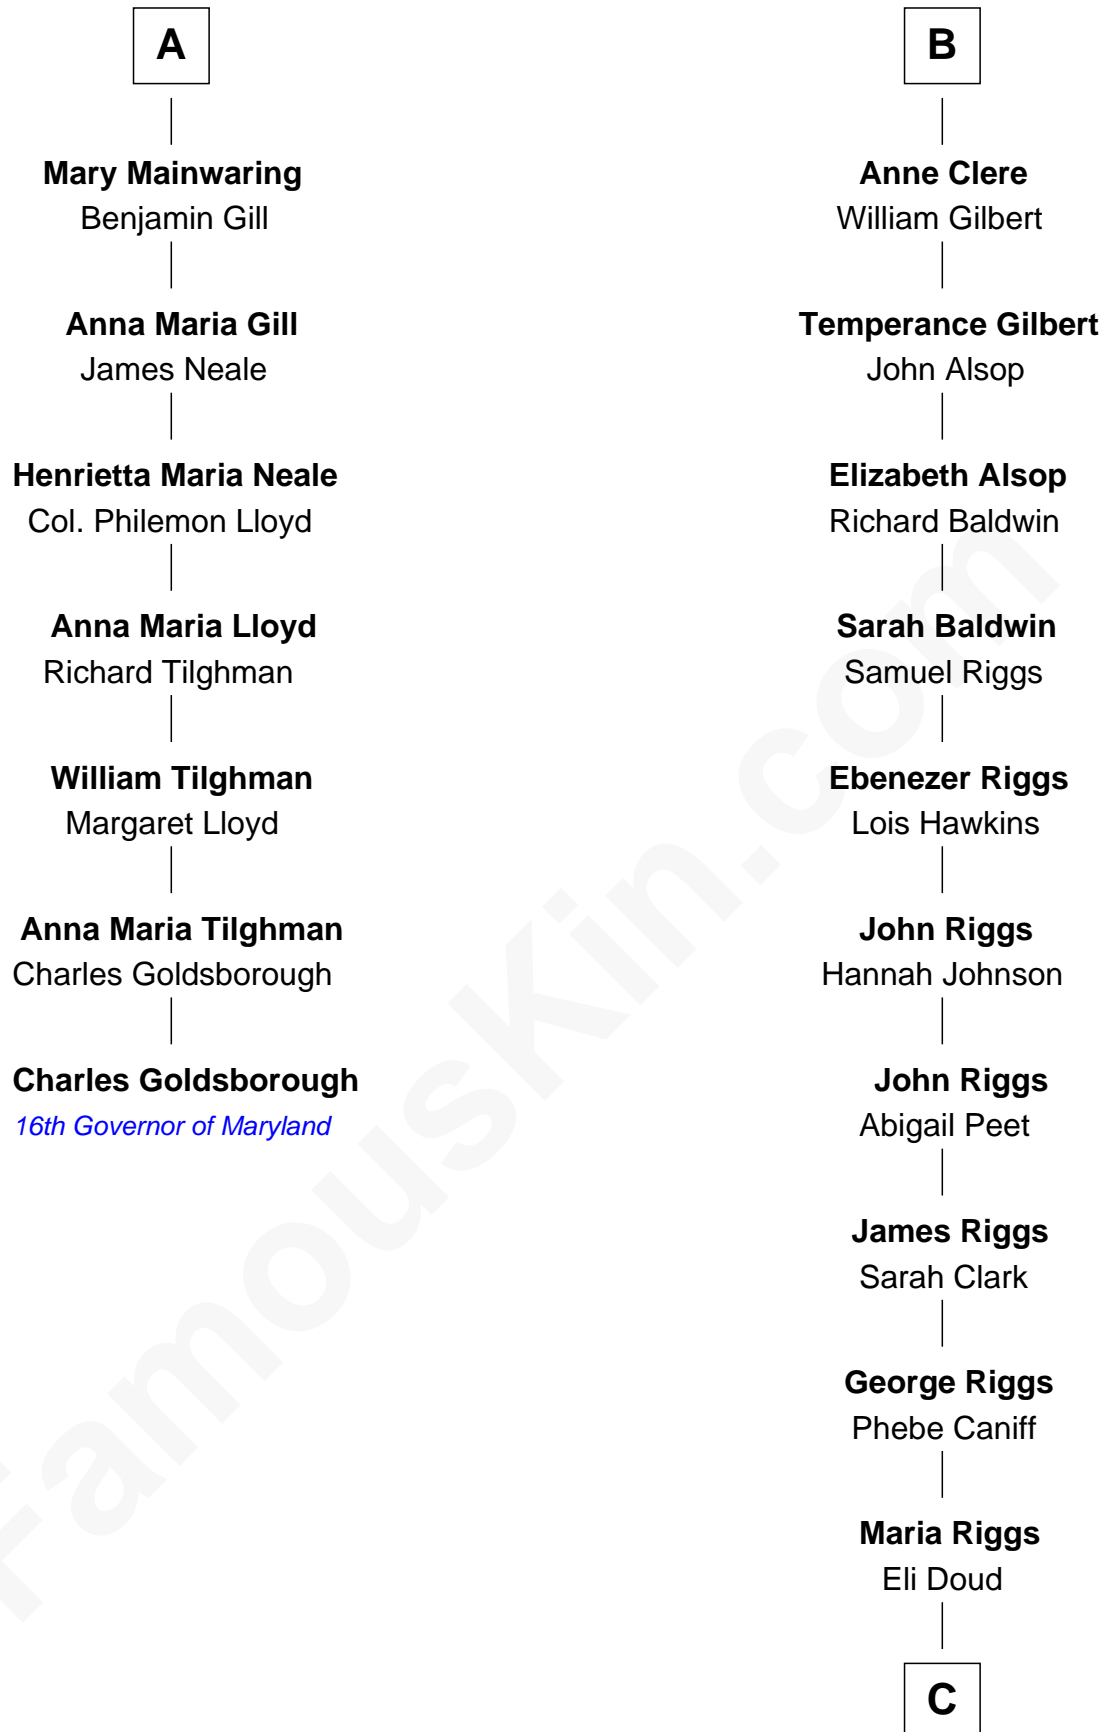 A
Mary Mainwaring
Benjamin Gill
Anna Maria Gill
James Neale
Henrietta Maria Neale
Col. Philemon Lloyd
Anna Maria Lloyd
Richard Tilghman
William Tilghman
Margaret Lloyd
Anna Maria Tilghman
Charles Goldsborough
Charles Goldsborough
16th Governor of Maryland
B
Anne Clere
William Gilbert
Temperance Gilbert
John Alsop
Elizabeth Alsop
Richard Baldwin
Sarah Baldwin
Samuel Riggs
Ebenezer Riggs
Lois Hawkins
John Riggs
Hannah Johnson
John Riggs
Abigail Peet
James Riggs
Sarah Clark
George Riggs
Phebe Caniff
Maria Riggs
Eli Doud
C
FamousKin.com